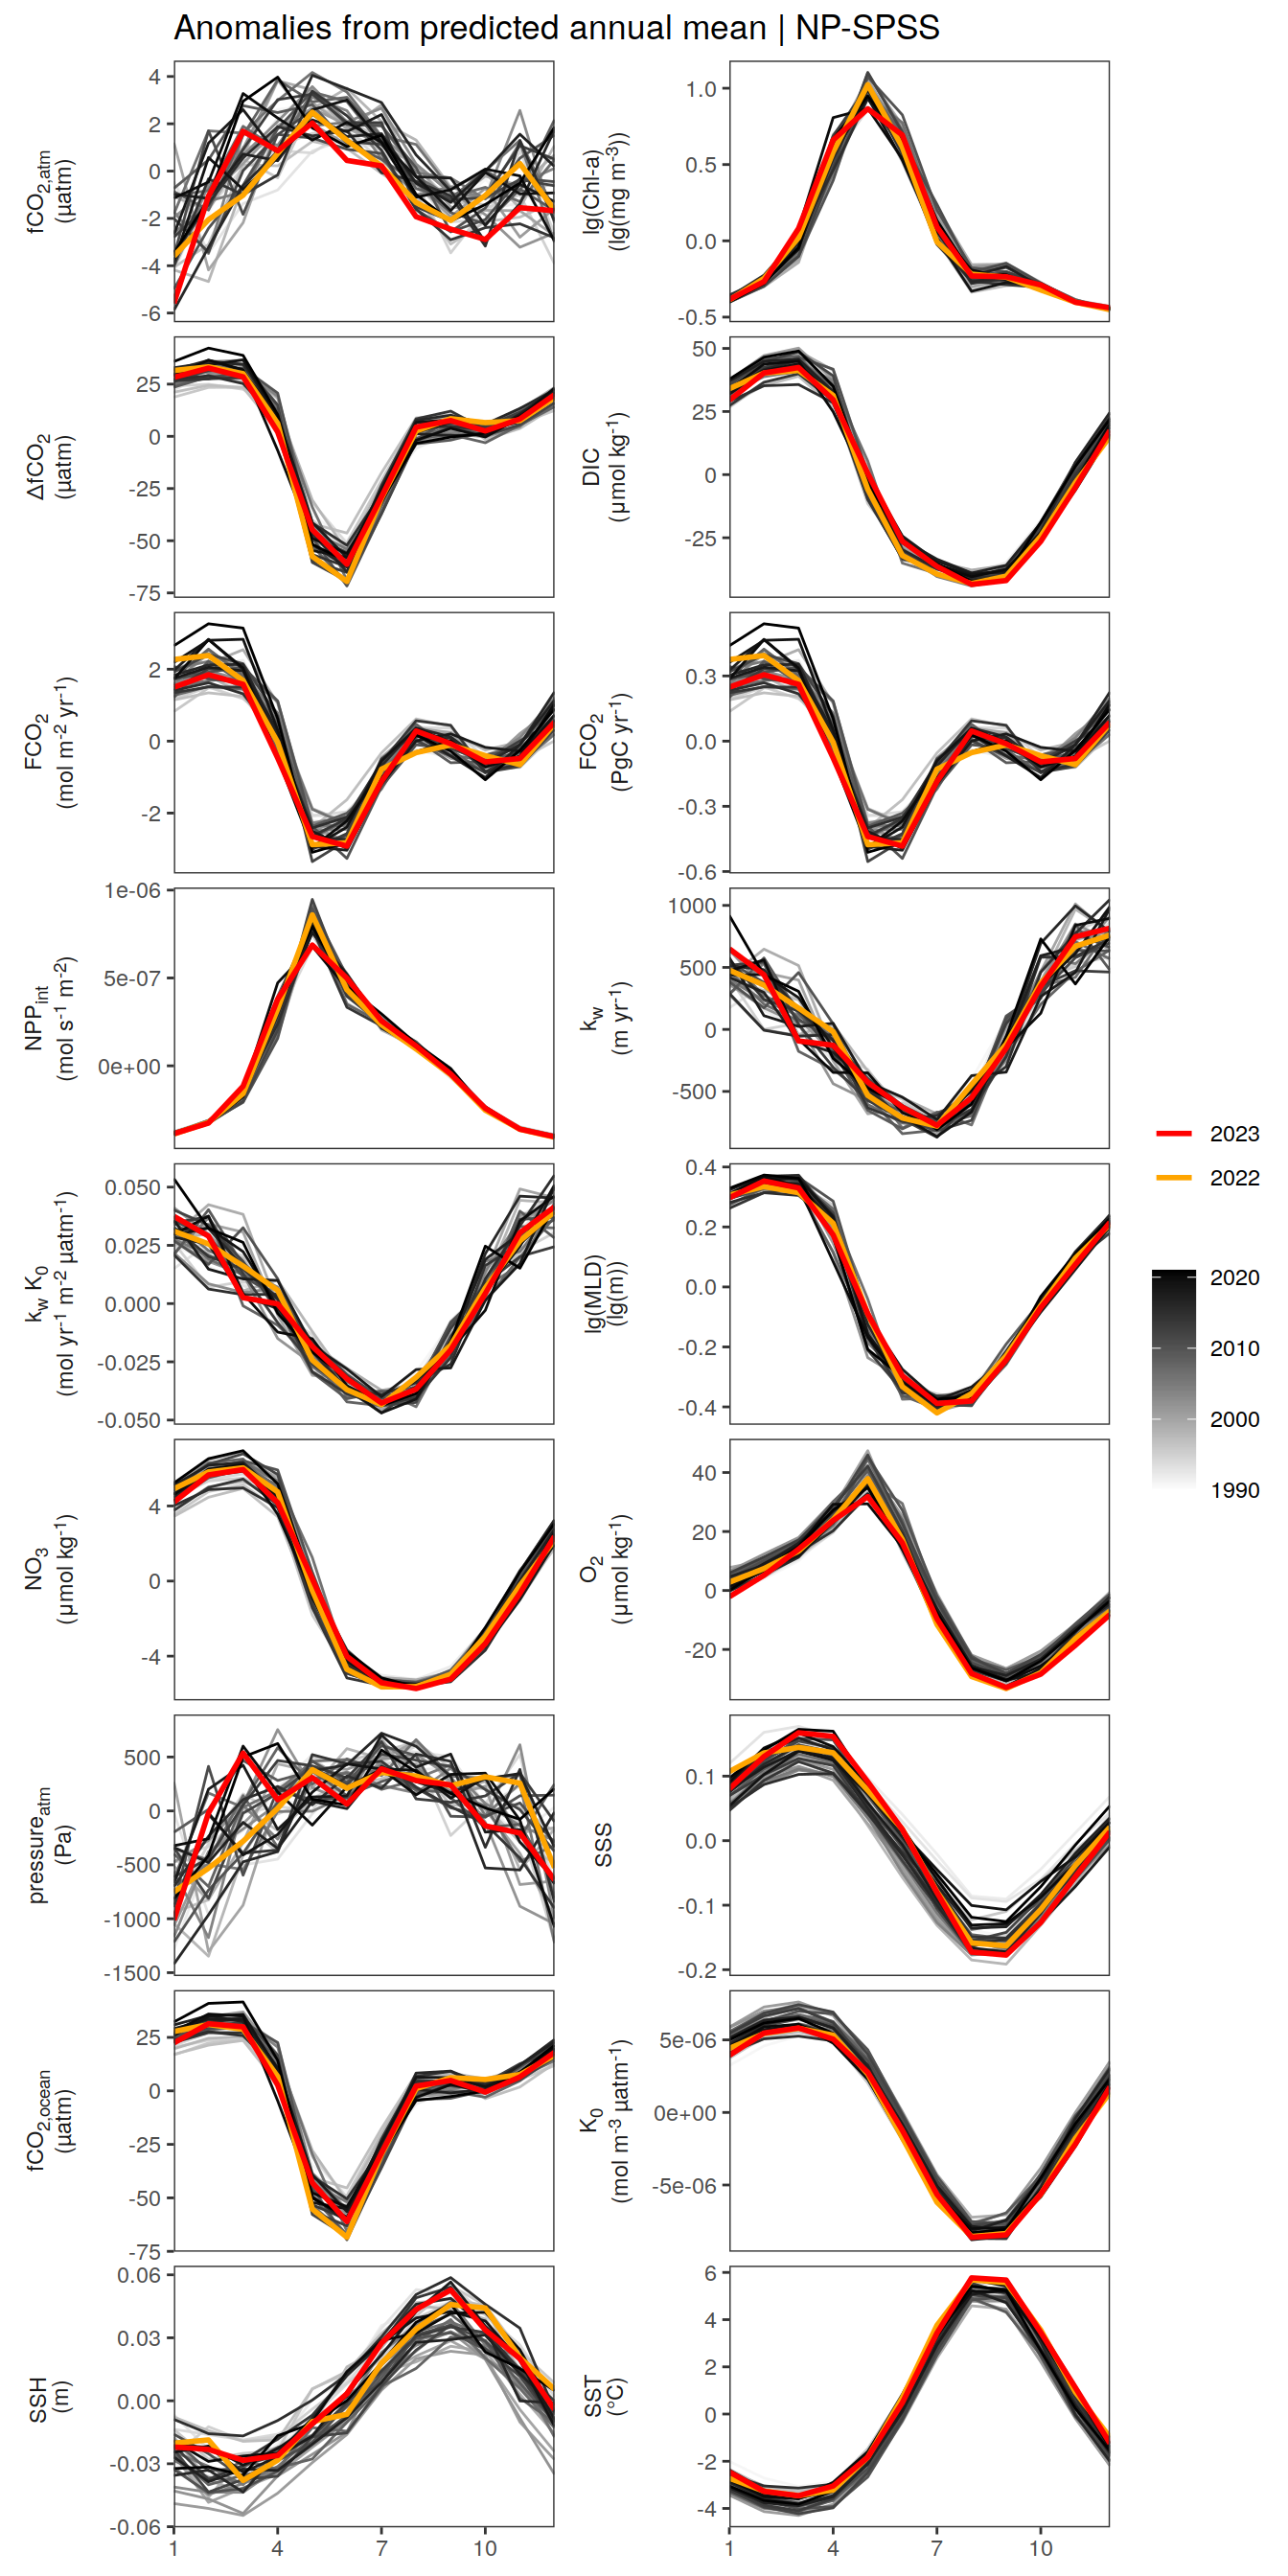 Anomalies from predicted annual mean | NP-SPSS
fCO2,atm
(µatm)
4
2
0
-2
-4
-6
lg(Chl-a)
(lg(mg m-3))
1.0
0.5
0.0
-0.5
ΔfCO2
(µatm)
25
0
-25
-50
-75
DIC
(µmol kg-1)
50
25
0
-25
FCO2
(mol m-2 yr-1)
2
0
-2
FCO2
(PgC yr-1)
0.3
0.0
-0.3
-0.6
NPPint
(mol s-1 m-2)
1e-06
5e-07
0e+00
kw
(m yr-1)
1000
500
0
-500
kw K0
(mol yr-1 m-2 µatm-1)
0.050
0.025
0.000
-0.025
-0.050
lg(MLD)
(lg(m))
0.4
0.2
0.0
-0.2
-0.4
NO3
(µmol kg-1)
4
0
-4
O2
(µmol kg-1)
40
20
0
-20
pressureatm
(Pa)
500
0
-500
-1000
-1500
SSS
0.1
0.0
-0.1
-0.2
fCO2,ocean
(µatm)
25
0
-25
-50
-75
K0
(mol m-3 µatm-1)
5e-06
0e+00
-5e-06
SSH
(m)
0.06
0.03
0.00
-0.03
-0.06
SST
(°C)
6
4
2
0
-2
-4
1 4 7 10
1 4 7 10
2023
2022
2020
2010
2000
1990